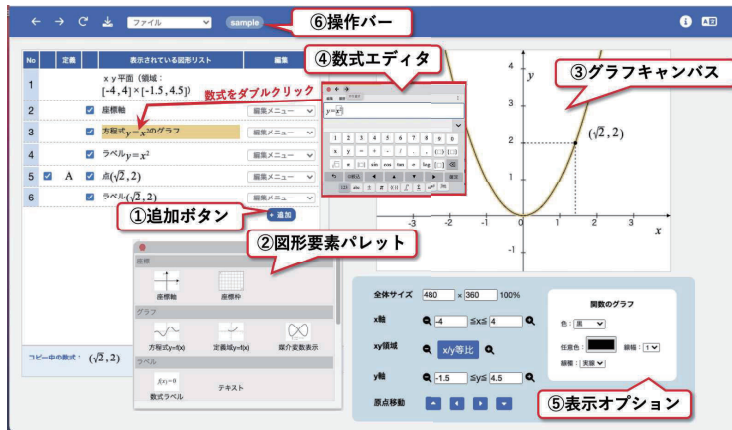 ファイル
sample
⑥操作バー
No 定義 表示されている図形リスト 編集
1 x y 平面（領域：
[-4 , 4] × [-1.5 , 4.5])
2 座標軸 編集メニュー
3 方程式y=x²のグラフ 編集メニュー
4 ラベルy=x² 編集メニュー
5 A 点(√2, 2) 編集メニュー
6 ラベル(√2, 2) 編集メニュー
数式をダブルクリック
+ 追加
①追加ボタン
④数式エディタ
y=x²
1 2 3 4 5 6 7 8 9 0
x y = + - / . ,
sin cos tan log
123 abc
③グラフキャンバス
4
3
2
1
-1
-3 -2 -1 0 1 2 3 4
y
x
(√2, 2)
②図形要素パレット
座標
座標軸 座標枠
グラフ
方程式y=f(x) 定義域y=f(x) 媒介変数表示
ラベル
f(x)=0
数式ラベル テキスト
コピー中の数式： (√2, 2)
全体サイズ 480 × 360 100%
x軸 -4 ≦x≦ 4
xy領域 x/y等比
y軸 -1.5 ≦y≦ 4.5
原点移動
関数のグラフ
色： 黒
任意色： 線幅： 1
線種： 実線
⑤表示オプション